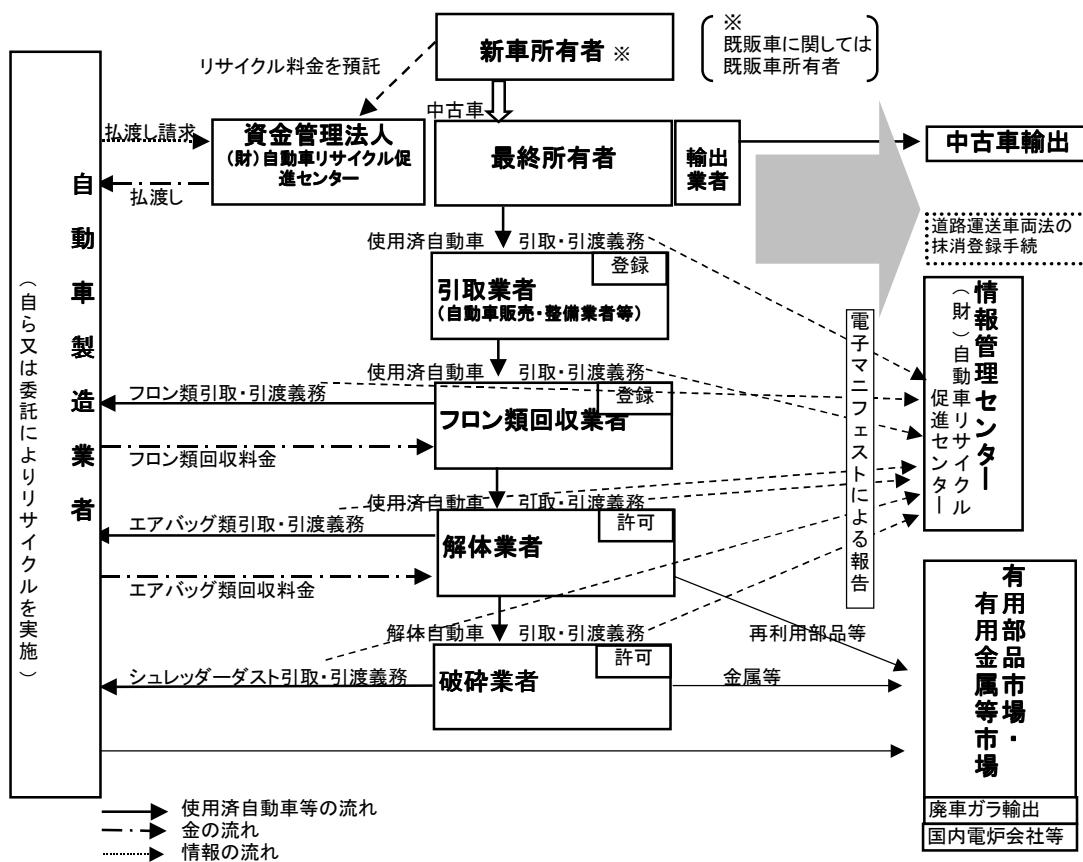 新車所有者 ※
※
既販車に関しては
既販車所有者
リサイクル料金を預託
中古車
払渡し請求
資金管理法人
(財)自動車リサイクル促
進センター
払渡し
最終所有者
輸出
業者
中古車輸出
道路運送車両法の
抹消登録手続
使用済自動車 引取・引渡義務
登録
引取業者
(自動車販売・整備業者等)
自動車製造業者
(自ら又は委託によりリサイクルを実施)
電子マニフェストによる報告
情報管理センター
(財)自動車リサイクル
促進センター
使用済自動車 引取・引渡義務
フロン類引取・引渡義務
登録
フロン類回収業者
フロン類回収料金
使用済自動車 引取・引渡義務
エアバッグ類引取・引渡義務
許可
解体業者
エアバッグ類回収料金
解体自動車 引取・引渡義務
再利用部品等
シュレッダーダスト引取・引渡義務
許可
破砕業者
金属等
有用部品市場・
有用金属等市場
廃車ガラ輸出
国内電炉会社等
使用済自動車等の流れ
金の流れ
情報の流れ